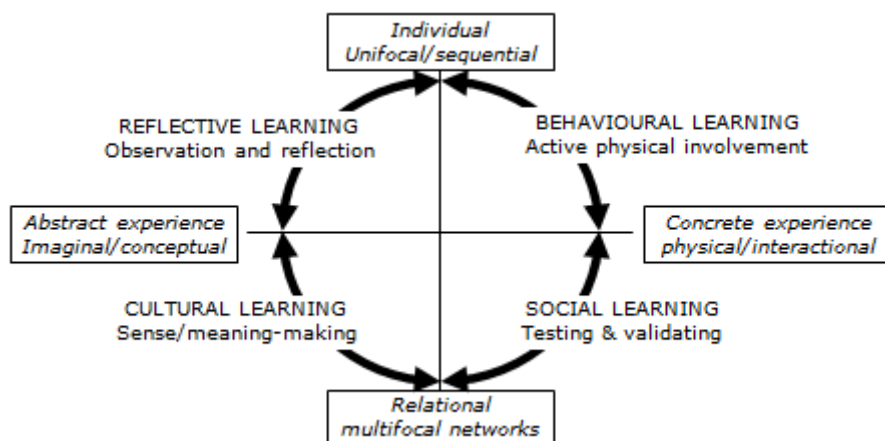 Individual
Unifocal/sequential
REFLECTIVE LEARNING
Observation and reflection
BEHAVIOURAL LEARNING
Active physical involvement
Abstract experience
Imaginal/conceptual
Concrete experience
physical/interactional
CULTURAL LEARNING
Sense/meaning-making
SOCIAL LEARNING
Testing & validating
Relational
multifocal networks